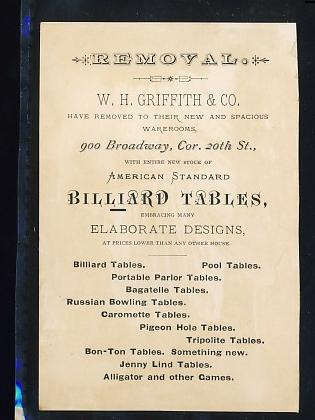 REMOVAL.
W. H. GRIFFITH & CO.
HAVE REMOVED TO THEIR NEW AND SPACIOUS
WAREROOMS,
900 Broadway, Cor. 20th St.,
WITH ENTIRE NEW STOCK OF
AMERICAN STANDARD
BILLIARD TABLES,
EMBRACING MANY
ELABORATE DESIGNS,
AT PRICES LOWER THAN ANY OTHER HOUSE
Billiard Tables. Pool Tables.
Portable Parlor Tables.
Bagatelle Tables.
Russian Bowling Tables.
Caromette Tables.
Pigeon Hole Tables.
Tripolite Tables.
Bon-Ton Tables. Something new.
Jenny Lind Tables.
Alligator and other Games.